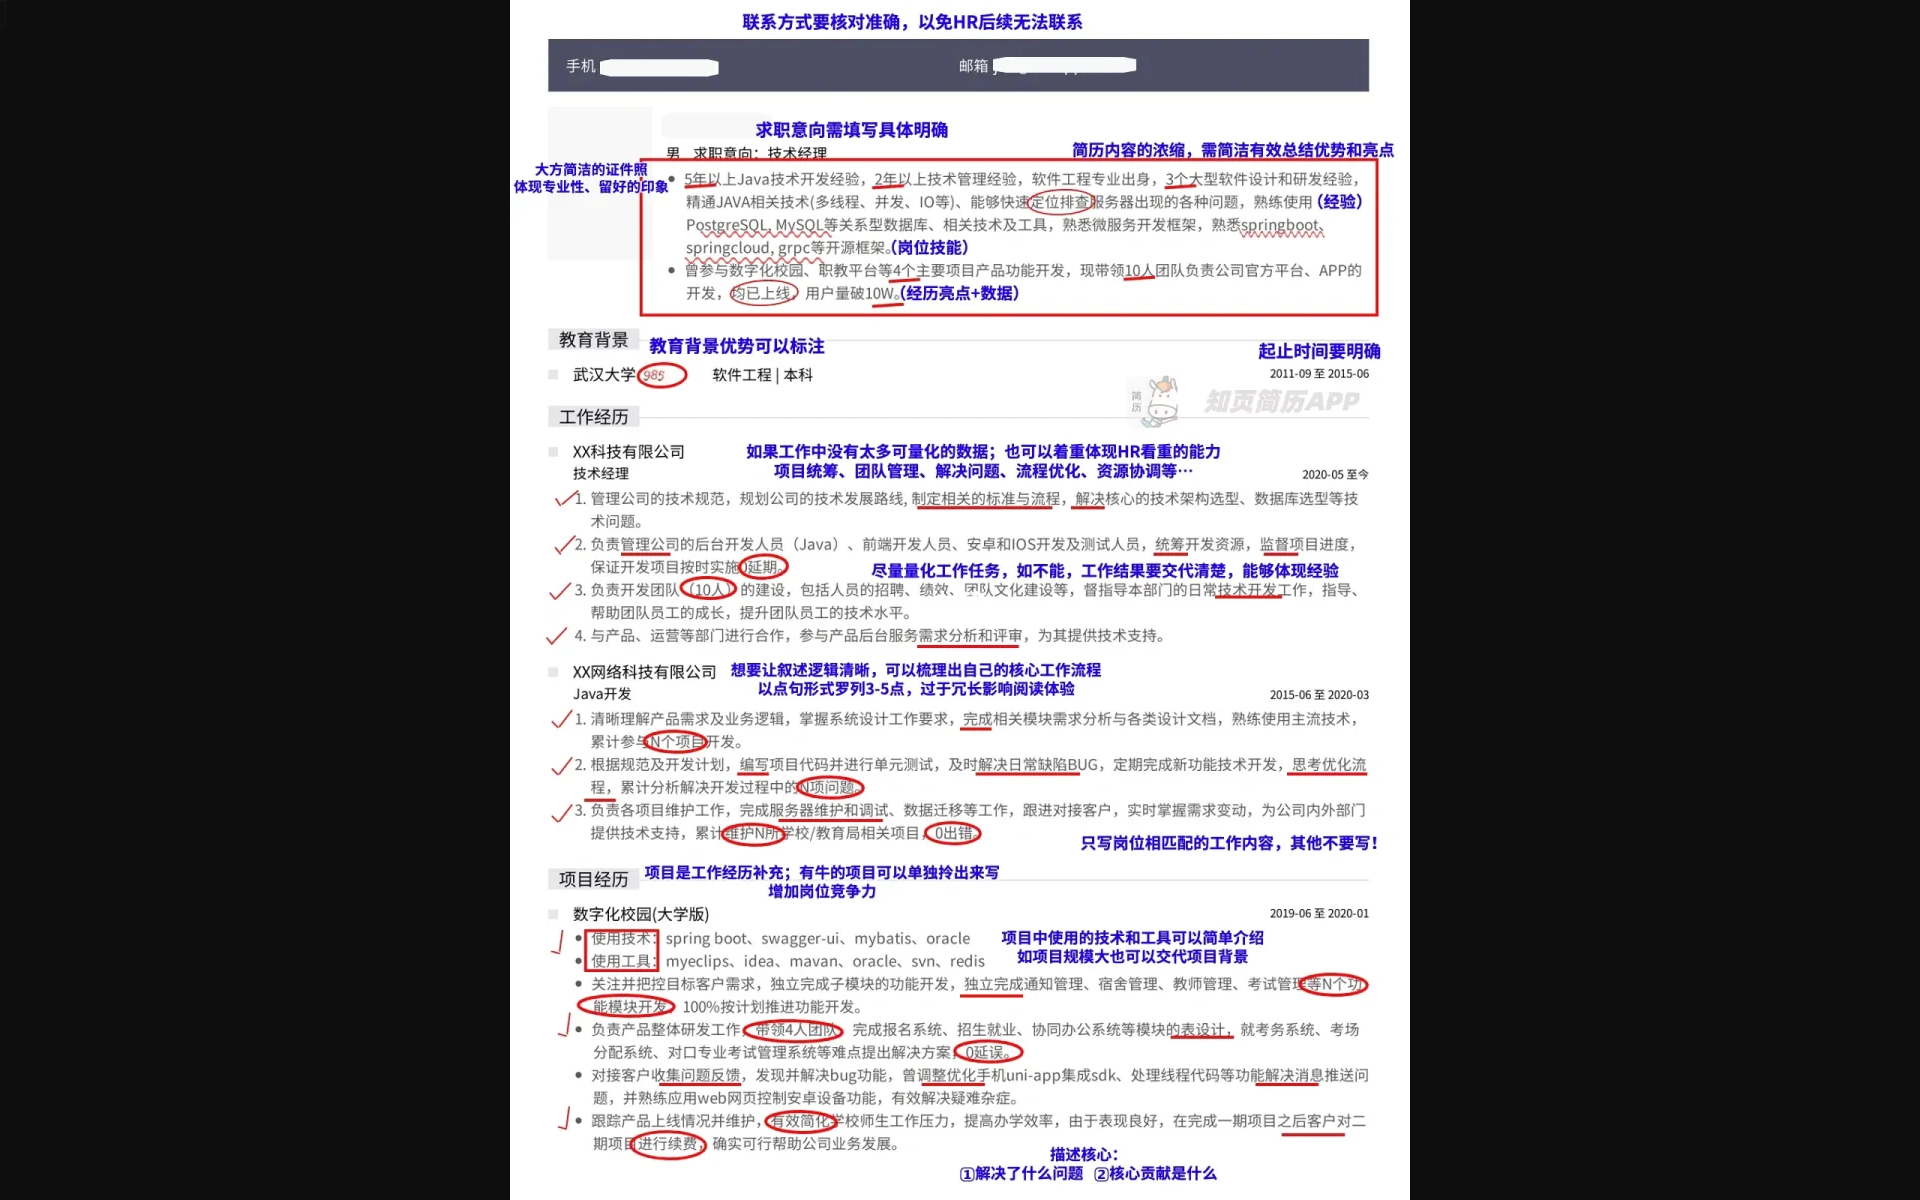 联系方式要核对准确，以免HR后续无法联系
手机
邮箱
求职意向需填写具体明确
男 求职意向：技术经理
简历内容的浓缩，需简洁有效总结优势和亮点
大方简洁的证件照
体现专业性、留好的印象
5年以上Java技术开发经验，2年以上技术管理经验，软件工程专业出身，3个大型软件设计和研发经验，
精通JAVA相关技术(多线程、并发、IO等)、能够快速定位排查服务器出现的各种问题，熟练使用（经验）
PostgreSQL, MySQL等关系型数据库、相关技术及工具，熟悉微服务开发框架，熟悉springboot、
springcloud, grpc等开源框架。（岗位技能）
曾参与数字化校园、职教平台等4个主要项目产品功能开发，现带领10人团队负责公司官方平台、APP的
开发，均已上线，用户量破10W。（经历亮点+数据）
教育背景
教育背景优势可以标注
起止时间要明确
武汉大学 985 软件工程 | 本科
2011-09 至 2015-06
简历
知页简历APP
工作经历
XX科技有限公司
如果工作中没有太多可量化的数据；也可以着重体现HR看重的能力
项目统筹、团队管理、解决问题、流程优化、资源协调等…
技术经理
2020-05 至今
1. 管理公司的技术规范，规划公司的技术发展路线, 制定相关的标准与流程，解决核心的技术架构选型、数据库选型等技
术问题。
2. 负责管理公司的后台开发人员（Java）、前端开发人员、安卓和IOS开发及测试人员，统筹开发资源，监督项目进度，
保证开发项目按时实施0延期。
尽量量化工作任务，如不能，工作结果要交代清楚，能够体现经验
3. 负责开发团队（10人）的建设，包括人员的招聘、绩效、团队文化建设等，督指导本部门的日常技术开发工作，指导、
帮助团队员工的成长，提升团队员工的技术水平。
4. 与产品、运营等部门进行合作，参与产品后台服务需求分析和评审，为其提供技术支持。
XX网络科技有限公司
想要让叙述逻辑清晰，可以梳理出自己的核心工作流程
以点句形式罗列3-5点，过于冗长影响阅读体验
Java开发
2015-06 至 2020-03
1. 清晰理解产品需求及业务逻辑，掌握系统设计工作要求，完成相关模块需求分析与各类设计文档，熟练使用主流技术，
累计参与N个项目开发。
2. 根据规范及开发计划，编写项目代码并进行单元测试，及时解决日常缺陷BUG，定期完成新功能技术开发，思考优化流
程，累计分析解决开发过程中的N项问题。
3. 负责各项目维护工作，完成服务器维护和调试、数据迁移等工作，跟进对接客户，实时掌握需求变动，为公司内外部门
提供技术支持，累计维护N所学校/教育局相关项目，0出错。
只写岗位相匹配的工作内容，其他不要写！
项目经历
项目是工作经历补充；有牛的项目可以单独拎出来写
增加岗位竞争力
数字化校园(大学版)
2019-06 至 2020-01
使用技术：spring boot、swagger-ui、mybatis、oracle
使用工具：myeclips、idea、mavan、oracle、svn、redis
项目中使用的技术和工具可以简单介绍
如项目规模大也可以交代项目背景
关注并把控目标客户需求，独立完成子模块的功能开发，独立完成通知管理、宿舍管理、教师管理、考试管理等N个功
能模块开发，100%按计划推进功能开发。
负责产品整体研发工作，带领4人团队，完成报名系统、招生就业、协同办公系统等模块的表设计，就考务系统、考场
分配系统、对口专业考试管理系统等难点提出解决方案，0延误。
对接客户收集问题反馈，发现并解决bug功能，曾调整优化手机uni-app集成sdk、处理线程代码等功能解决消息推送问
题，并熟练应用web网页控制安卓设备功能，有效解决疑难杂症。
跟踪产品上线情况并维护，有效简化学校师生工作压力，提高办学效率，由于表现良好，在完成一期项目之后客户对二
期项目进行续费，确实可行帮助公司业务发展。
描述核心：
①解决了什么问题 ②核心贡献是什么